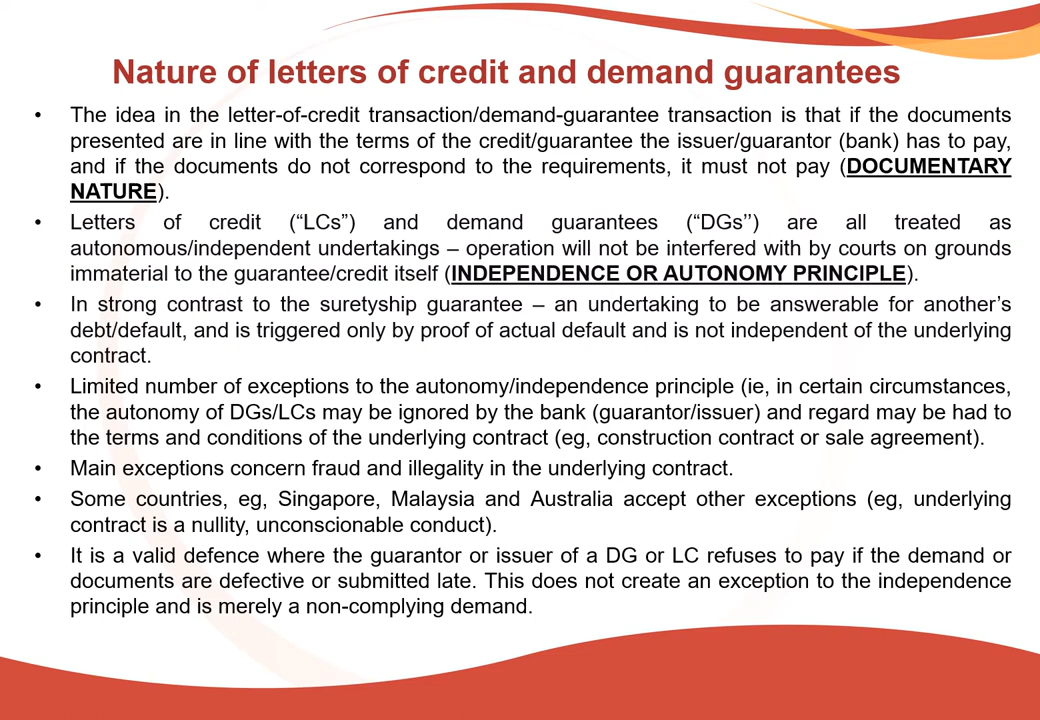 Nature of letters of credit and demand guarantees
• The idea in the letter-of-credit transaction/demand-guarantee transaction is that if the documents
presented are in line with the terms of the credit/guarantee the issuer/guarantor (bank) has to pay,
and if the documents do not correspond to the requirements, it must not pay (DOCUMENTARY
NATURE).
• Letters of credit (“LCs”) and demand guarantees (“DGs”) are all treated as
autonomous/independent undertakings – operation will not be interfered with by courts on grounds
immaterial to the guarantee/credit itself (INDEPENDENCE OR AUTONOMY PRINCIPLE).
• In strong contrast to the suretyship guarantee – an undertaking to be answerable for another’s
debt/default, and is triggered only by proof of actual default and is not independent of the underlying
contract.
• Limited number of exceptions to the autonomy/independence principle (ie, in certain circumstances,
the autonomy of DGs/LCs may be ignored by the bank (guarantor/issuer) and regard may be had to
the terms and conditions of the underlying contract (eg, construction contract or sale agreement).
• Main exceptions concern fraud and illegality in the underlying contract.
• Some countries, eg, Singapore, Malaysia and Australia accept other exceptions (eg, underlying
contract is a nullity, unconscionable conduct).
• It is a valid defence where the guarantor or issuer of a DG or LC refuses to pay if the demand or
documents are defective or submitted late. This does not create an exception to the independence
principle and is merely a non-complying demand.